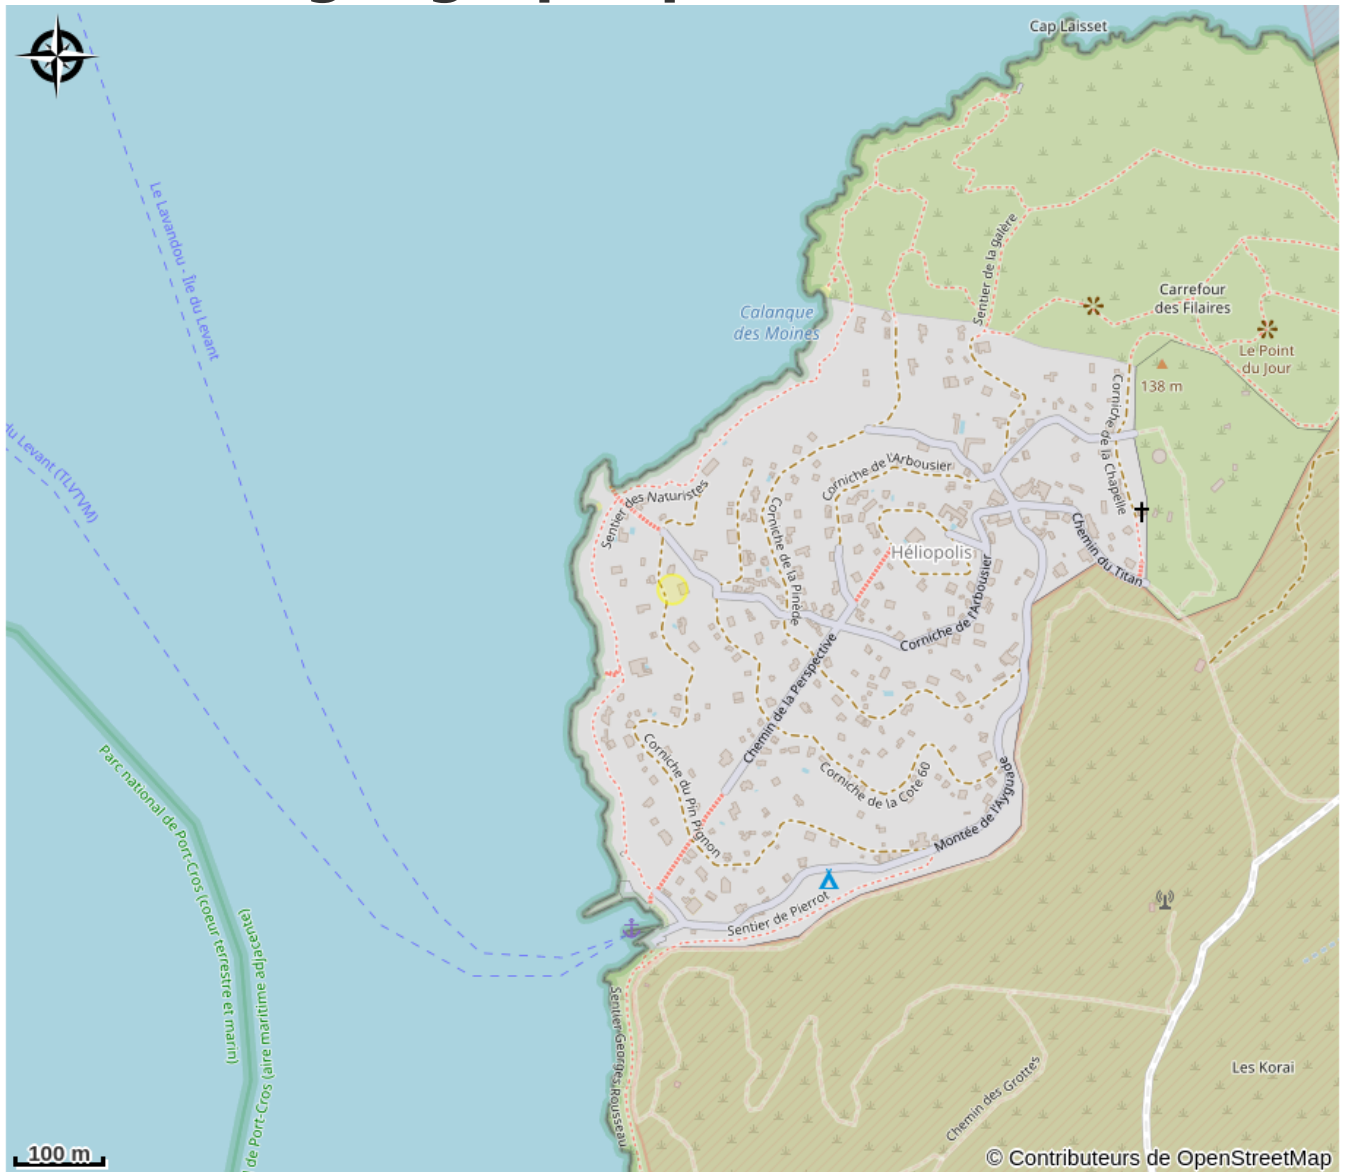 Cap Laisset
Le Lavandou - Île du Levant
Sentier de la galère
Carrefour
des Filaires
Calanque
des Moines
Le Point
du Jour
138 m
Corniche de la Chapelle
du Levant (TLVTVM)
Corniche de l'Arbousier
Sentier des Naturistes
Corniche de la Pinède
Héliopolis
Chemin du Titan
Corniche de l'Arbousier
Chemin de la Perspective
Corniche du Pin Pignon
Corniche de la Cote 60
Montée de l'Ayguade
Parc national de Port-Cros (coeur terrestre et marin)
de Port-Cros (aire maritime adjacente)
Sentier de Pierrot
Sentier Georges Rousseau
Les Korai
Chemin des Grottes
100 m
© Contributeurs de OpenStreetMap